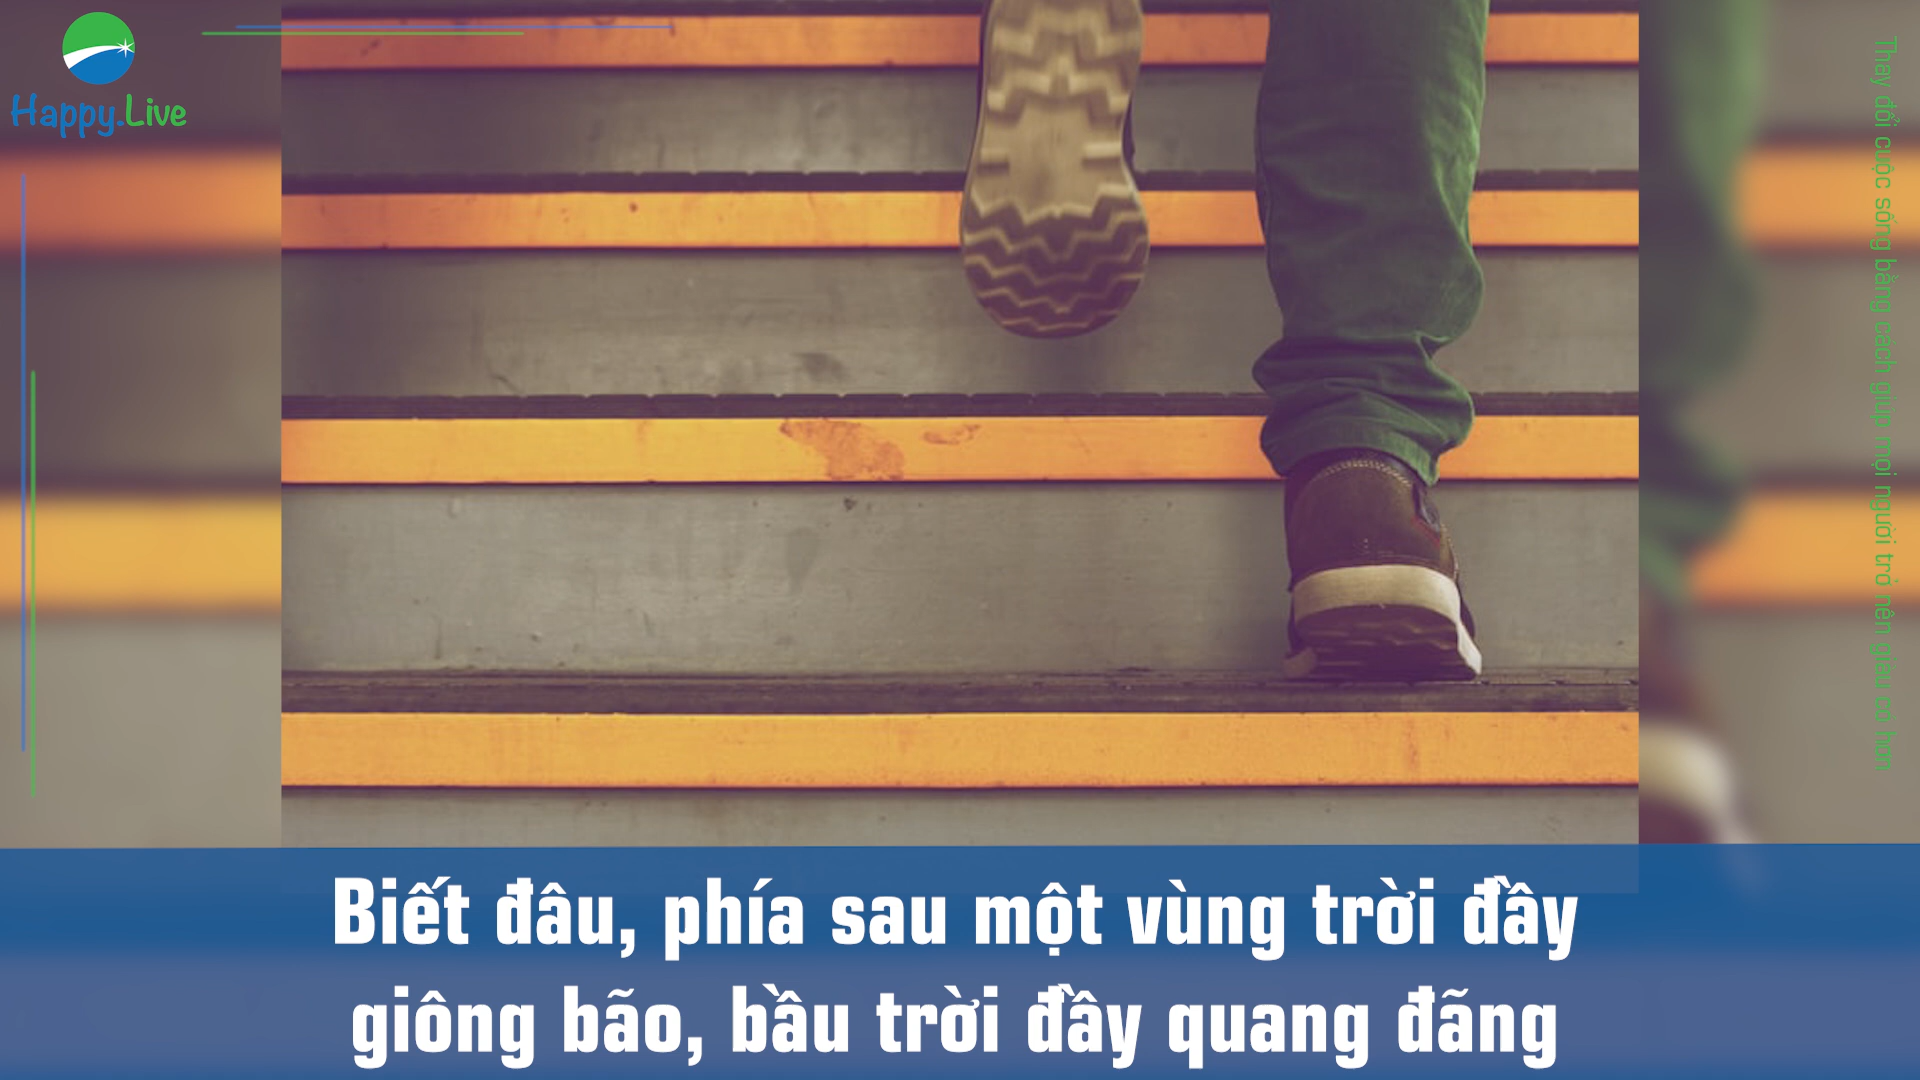 Happy.Live
Thay đổi cuộc sống bằng cách giúp mọi người trở nên giàu có hơn
Biết đâu, phía sau một vùng trời đầy
giông bão, bầu trời đầy quang đãng